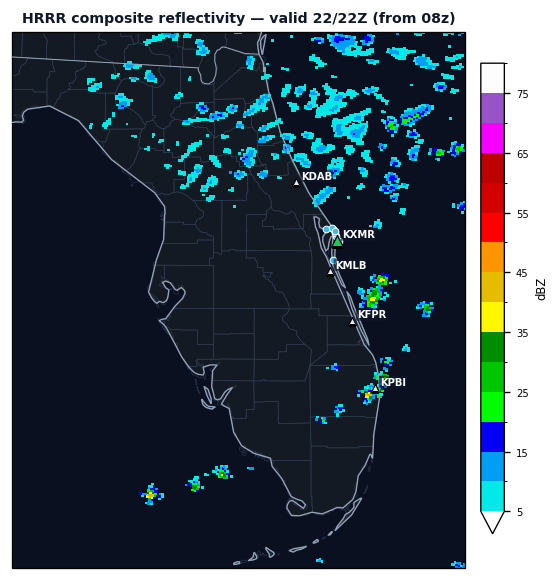 HRRR composite reflectivity — valid 22/22Z (from 08z)
KDAB
KXMR
KMLB
KFPR
KPBI
75
65
55
45
35
25
15
5
dBZ